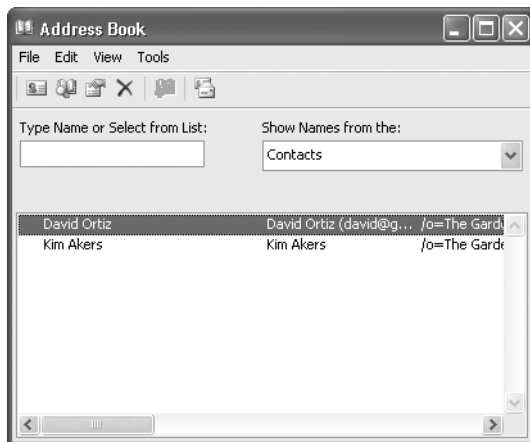 Address Book
File Edit View Tools
Type Name or Select from List: Show Names from the:
Contacts
David Ortiz David Ortiz (david@g... /o=The Gard
Kim Akers Kim Akers /o=The Garde